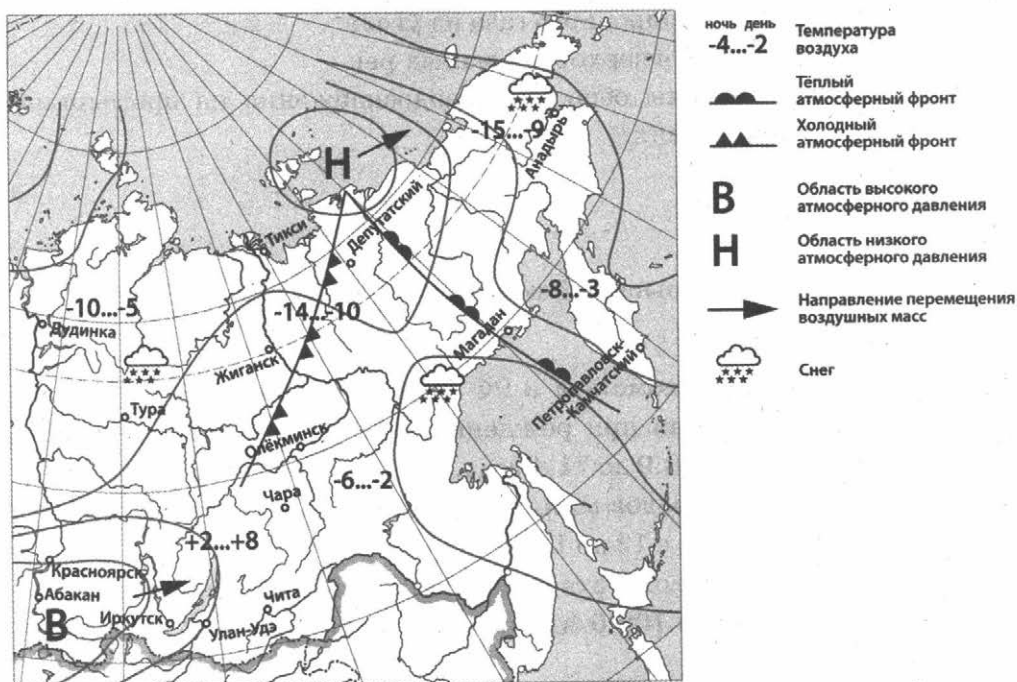 -15...-9
Анадырь
Н
Депутатский
Тикси
-8...-3
-10...-5
Дудинка
-14...-10
Магадан
Жиганск
Петропавловск-
-Камчатский
Тура
Олёкминск
-6...-2
Чара
+2...+8
Красноярск
Абакан
Чита
Иркутск
Улан-Удэ
В
ночь день
-4...-2
Температура
воздуха
Тёплый
атмосферный фронт
Холодный
атмосферный фронт
В
Область высокого
атмосферного давления
Н
Область низкого
атмосферного давления
Направление перемещения
воздушных масс
Снег